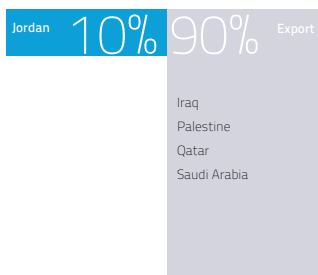 Jordan 10% 90% Export
Iraq
Palestine
Qatar
Saudi Arabia